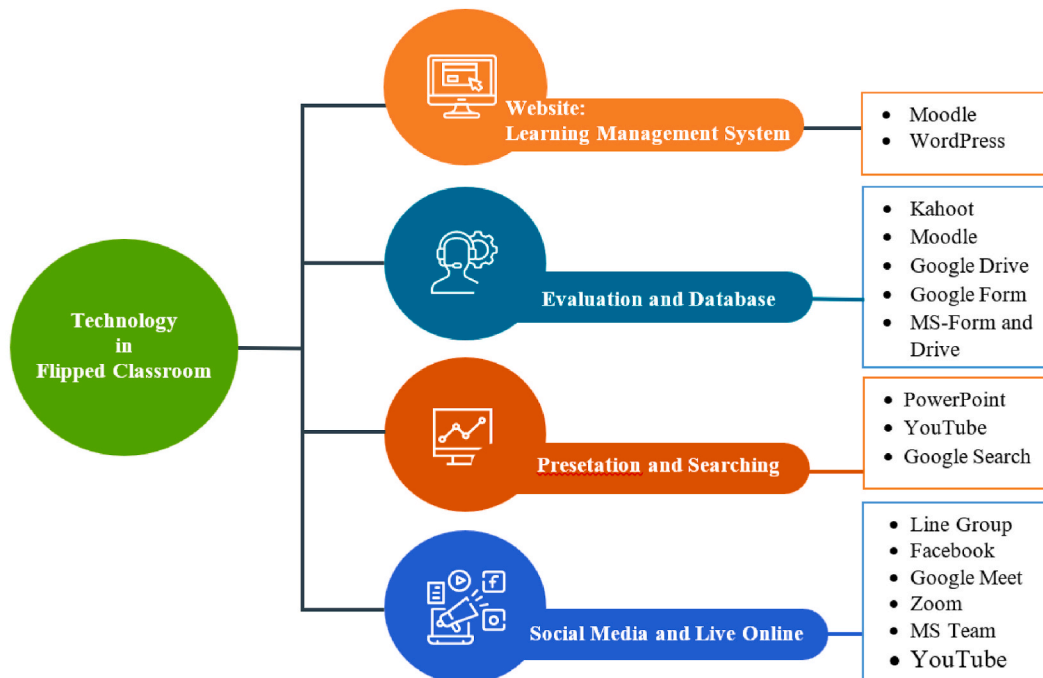 Technology
in
Flipped Classroom
Website:
Learning Management System
• Moodle
• WordPress
Evaluation and Database
• Kahoot
• Moodle
• Google Drive
• Google Form
• MS-Form and
Drive
Presetation and Searching
• PowerPoint
• YouTube
• Google Search
Social Media and Live Online
• Line Group
• Facebook
• Google Meet
• Zoom
• MS Team
• YouTube